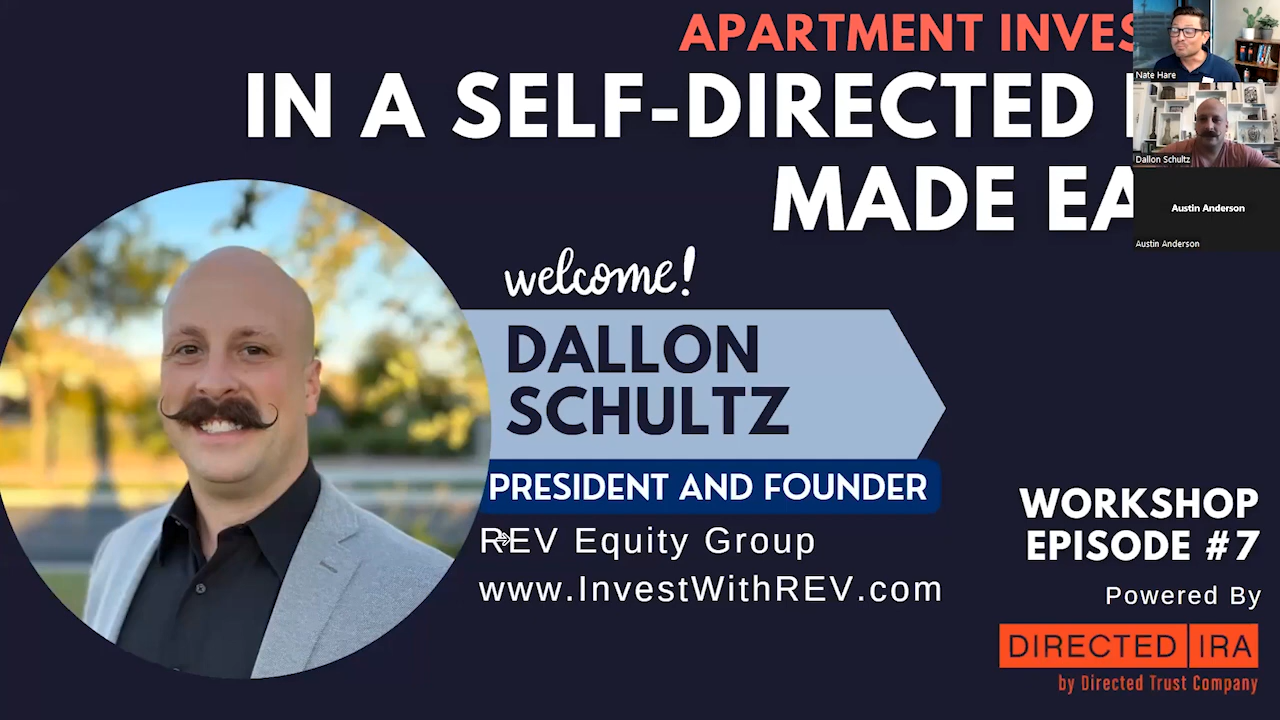 APARTMENT INVES
IN A SELF-DIRECTED
MADE EA
welcome!
DALLON
SCHULTZ
PRESIDENT AND FOUNDER
REV Equity Group
www.InvestWithREV.com
WORKSHOP
EPISODE #7
Powered By
DIRECTED IRA
by Directed Trust Company
Nate Hare
Dallon Schultz
Austin Anderson
Austin Anderson